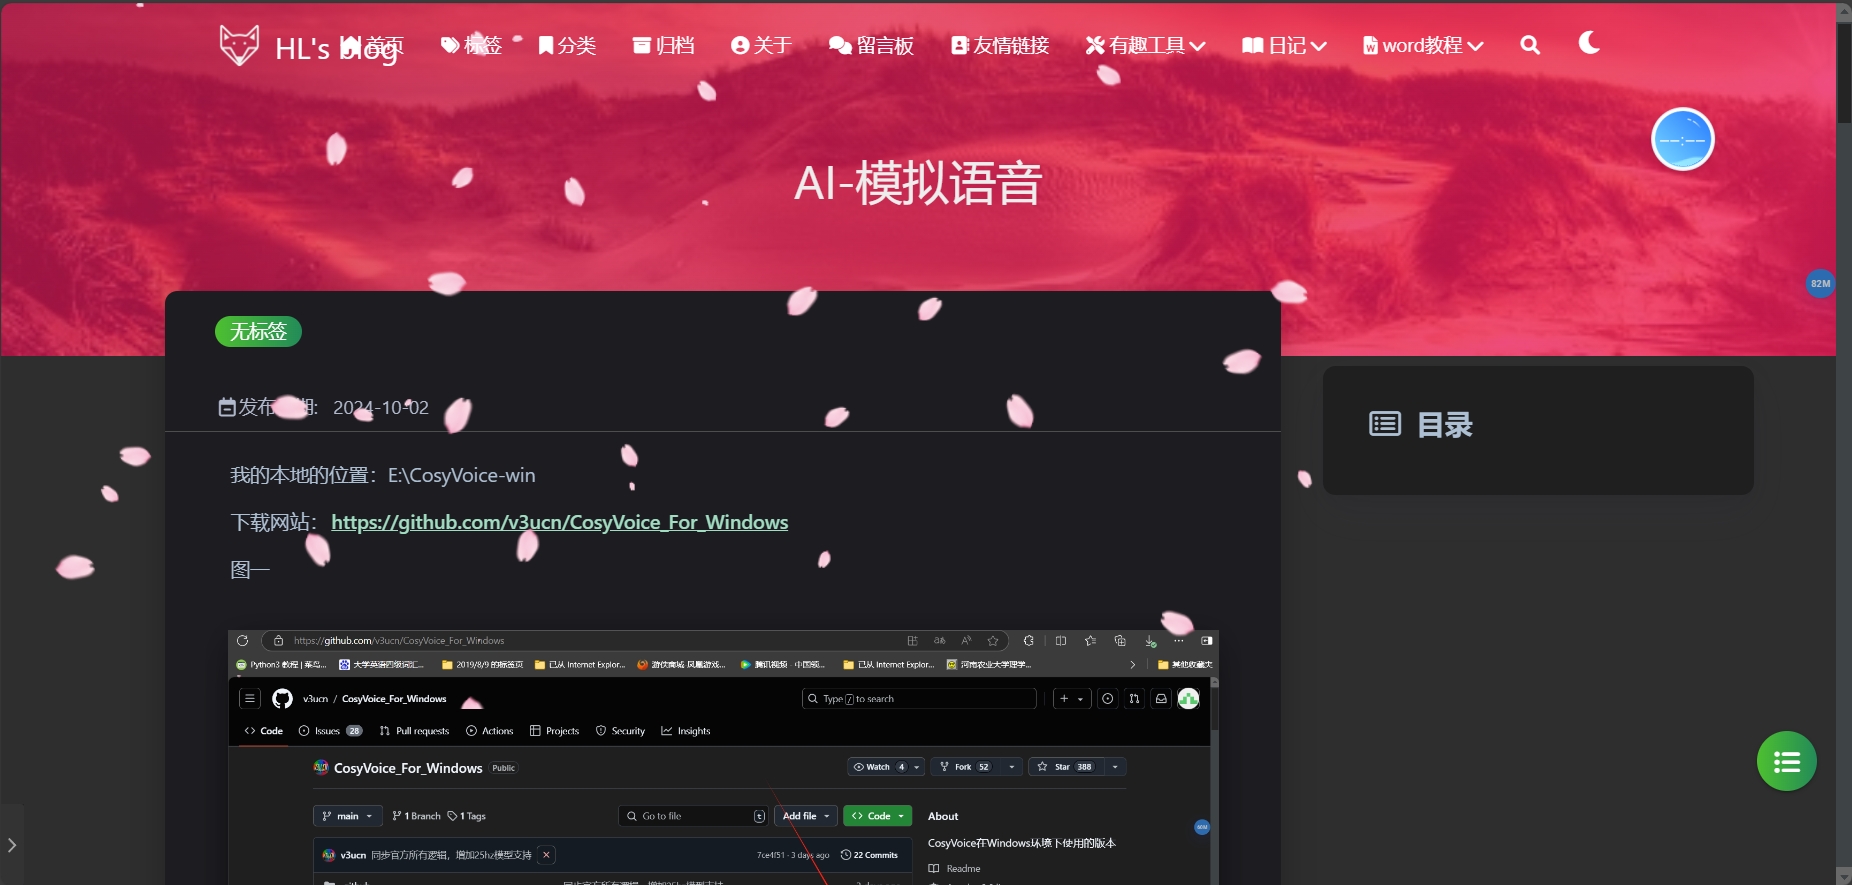 HL's blog 首页 标签 分类 归档 关于 留言板 友情链接 有趣工具 日记 word教程
AI-模拟语音
82M
无标签
发布 期: 2024-10-02
目录
我的本地的位置：E:\CosyVoice-win
下载网站：https://github.com/v3ucn/CosyVoice_For_Windows
图一
https://github.com/v3ucn/CosyVoice_For_Windows
Python3 教程 | 菜鸟... 大学英语四级词汇... 2019/8/9 的标签页 已从 Internet Explor... 游侠商城 凤凰游戏... 腾讯视频 - 中国领... 已从 Internet Explor... 河南农业大学理学... 其他收藏夹
v3ucn / CosyVoice_For_Windows Type / to search
Code Issues 28 Pull requests Actions Projects Security Insights
CosyVoice_For_Windows Public Watch 4 Fork 52 Star 388
main 1 Branch 1 Tags Go to file t Add file Code About
CosyVoice在Windows环境下使用的版本
v3ucn 同步官方所有逻辑，增加25hz模型支持 7ce4f51 · 3 days ago 22 Commits
Readme